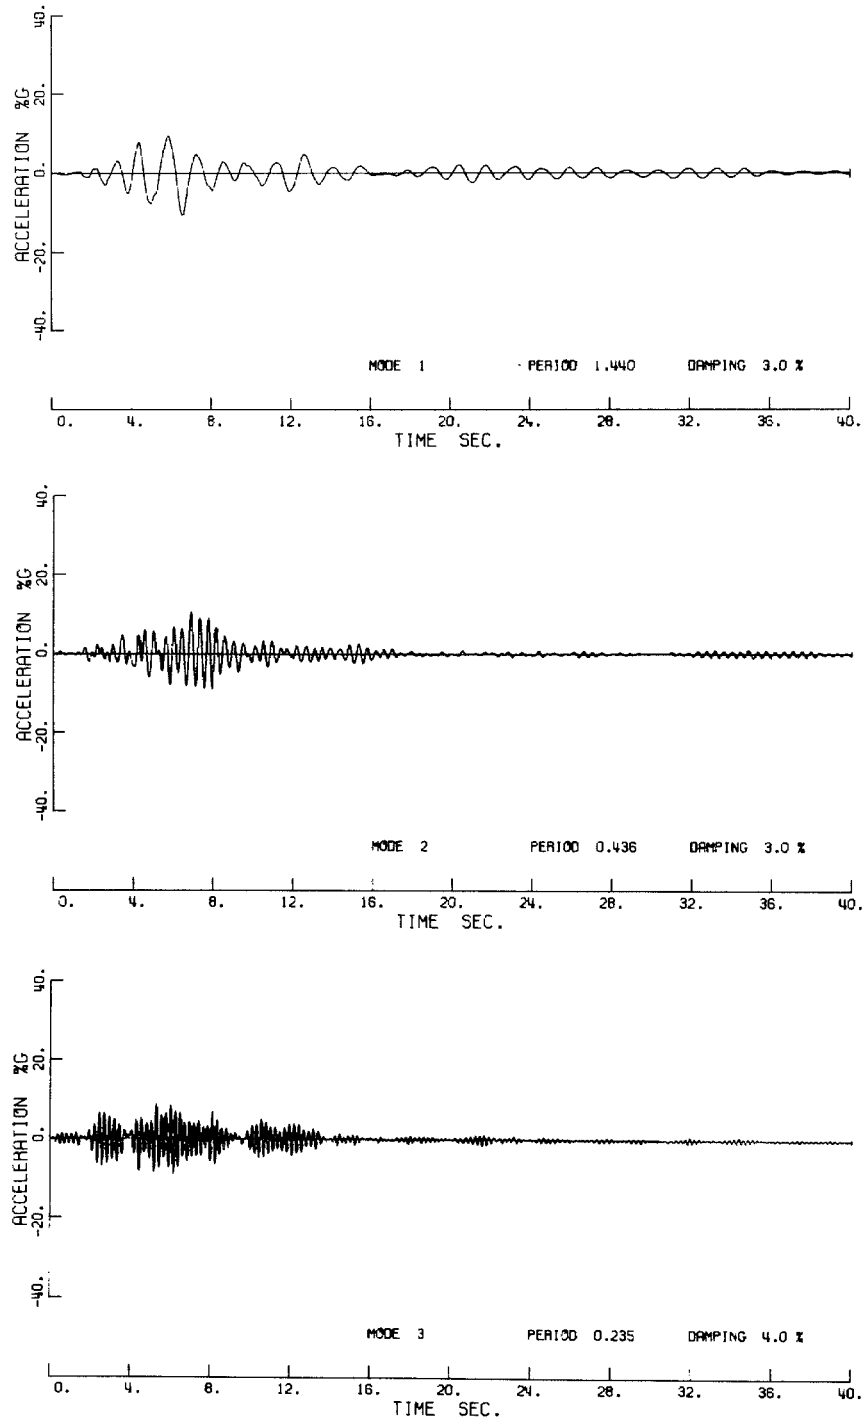 40.
20.
0.
-20.
-40.
ACCELERATION %G
MODE 1 PERIOD 1.440 DAMPING 3.0 %
0. 4. 8. 12. 16. 20. 24. 28. 32. 36. 40.
TIME SEC.
40.
20.
0.
-20.
-40.
ACCELERATION %G
MODE 2 PERIOD 0.436 DAMPING 3.0 %
0. 4. 8. 12. 16. 20. 24. 28. 32. 36. 40.
TIME SEC.
40.
20.
0.
-20.
-40.
ACCELERATION %G
MODE 3 PERIOD 0.235 DAMPING 4.0 %
0. 4. 8. 12. 16. 20. 24. 28. 32. 36. 40.
TIME SEC.